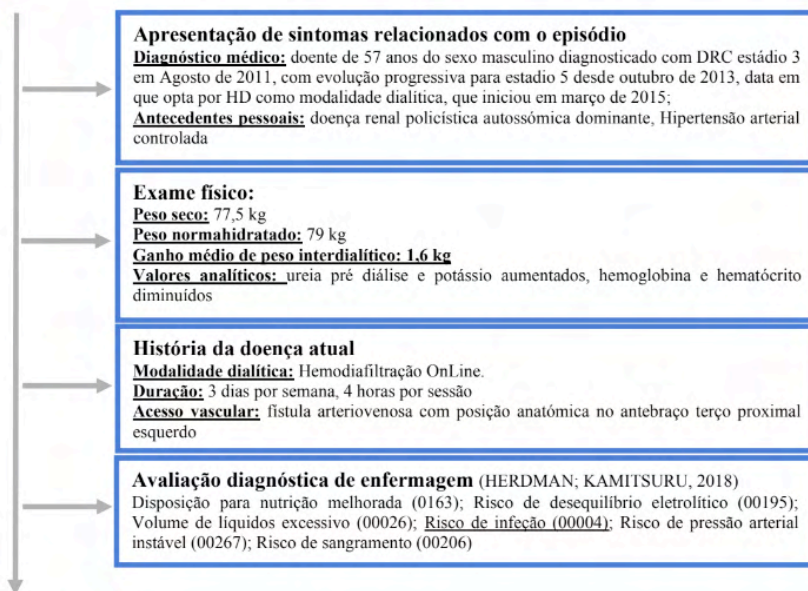 Apresentação de sintomas relacionados com o episódio
Diagnóstico médico: doente de 57 anos do sexo masculino diagnosticado com DRC estádio 3
em Agosto de 2011, com evolução progressiva para estadio 5 desde outubro de 2013, data em
que opta por HD como modalidade dialítica, que iniciou em março de 2015;
Antecedentes pessoais: doença renal policística autossómica dominante, Hipertensão arterial
controlada
Exame físico:
Peso seco: 77,5 kg
Peso normahidratado: 79 kg
Ganho médio de peso interdialítico: 1,6 kg
Valores analíticos: ureia pré diálise e potássio aumentados, hemoglobina e hematócrito
diminuídos
História da doença atual
Modalidade dialítica: Hemodiafiltração OnLine.
Duração: 3 dias por semana, 4 horas por sessão
Acesso vascular: fístula arteriovenosa com posição anatómica no antebraço terço proximal
esquerdo
Avaliação diagnóstica de enfermagem (HERDMAN; KAMITSURU, 2018)
Disposição para nutrição melhorada (0163); Risco de desequilíbrio eletrolítico (00195);
Volume de líquidos excessivo (00026); Risco de infeção (00004); Risco de pressão arterial
instável (00267); Risco de sangramento (00206)